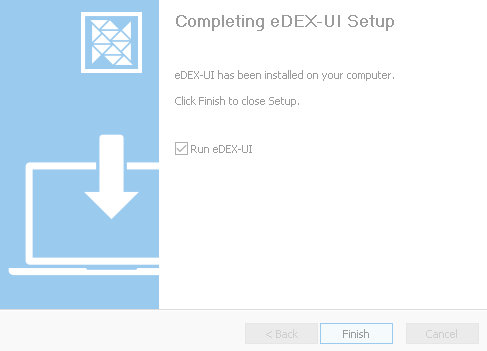 Completing eDEX-UI Setup
eDEX-UI has been installed on your computer.
Click Finish to close Setup.
Run eDEX-UI
< Back
Finish
Cancel